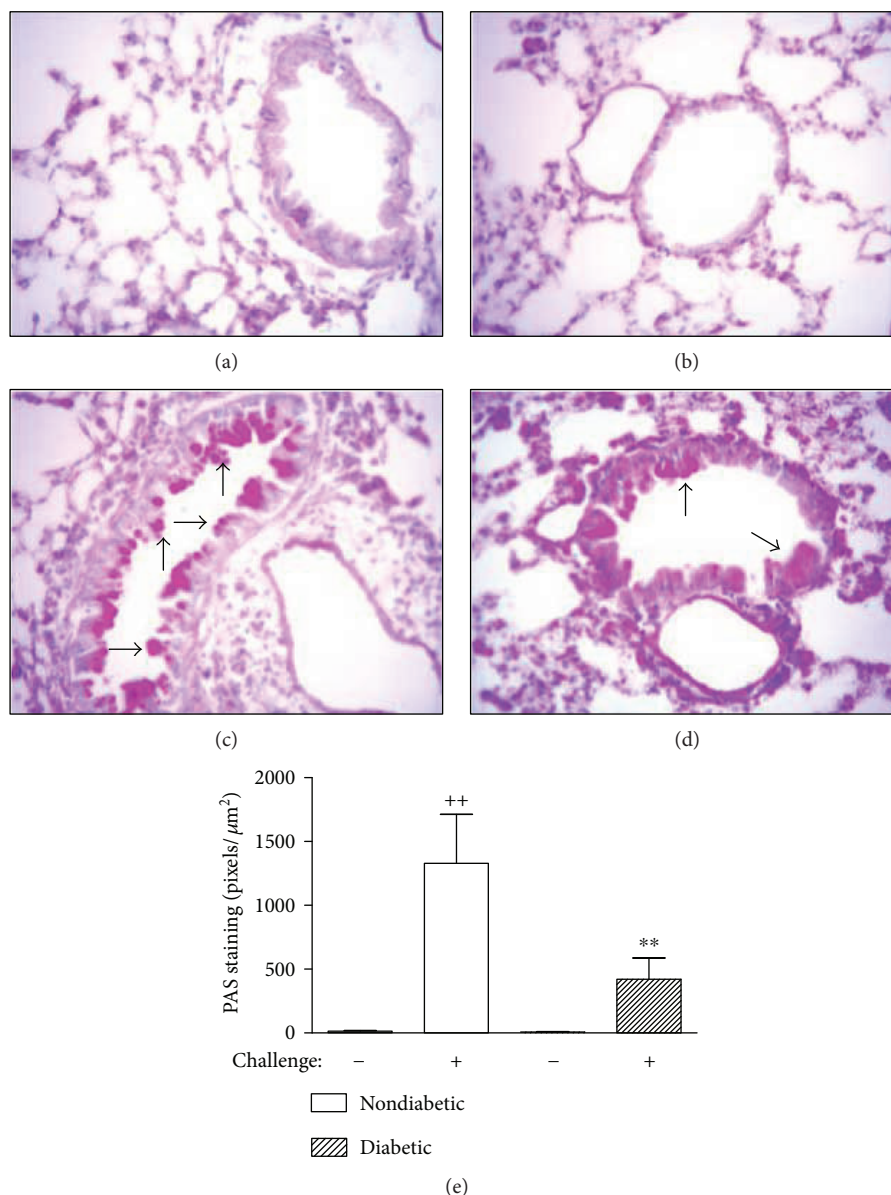 (a)
(b)
(c)
(d)
2000
1500
1000
500
0
PAS staining (pixels/μm²)
++
**
Challenge: − + − +
Nondiabetic
Diabetic
(e)